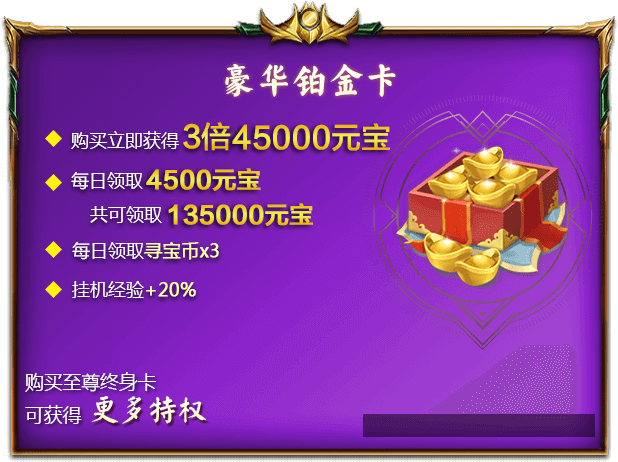 豪华铂金卡
购买立即获得3倍45000元宝
每日领取4500元宝
共可领取135000元宝
每日领取寻宝币x3
挂机经验+20%
购买至尊终身卡
可获得 更多特权